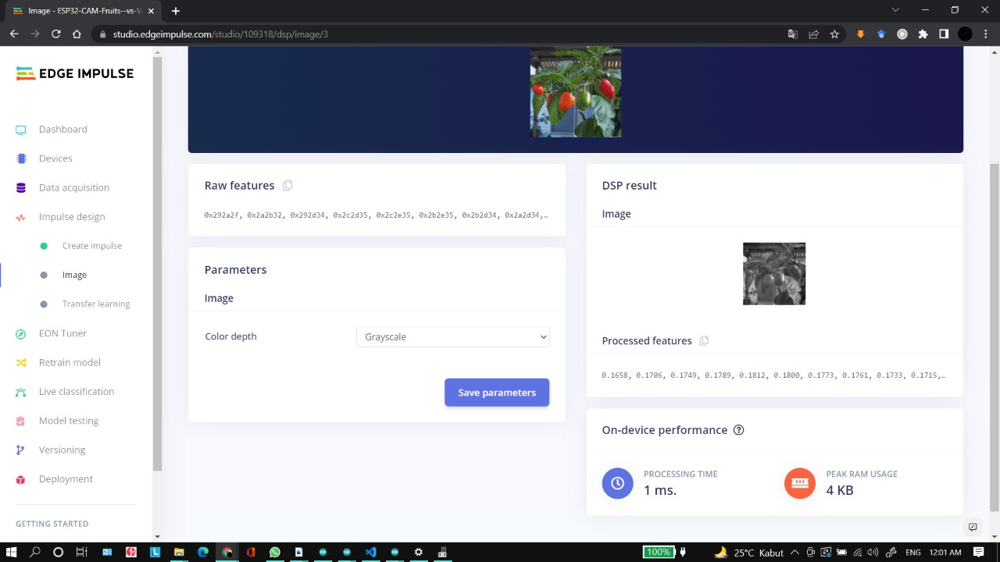 Image - ESP32-CAM-Fruits--vs-V
studio.edgeimpulse.com/studio/109318/dsp/image/3
EDGE IMPULSE
Dashboard
Devices
Data acquisition
Impulse design
Create impulse
Image
Transfer learning
EON Tuner
Retrain model
Live classification
Model testing
Versioning
Deployment
GETTING STARTED
Raw features
0x292a2f, 0x2a2b32, 0x292d34, 0x2c2d35, 0x2c2e35, 0x2b2e35, 0x2b2d34, 0x2a2d34,…
Parameters
Image
Color depth
Grayscale
Save parameters
DSP result
Image
Processed features
0.1658, 0.1706, 0.1749, 0.1789, 0.1812, 0.1800, 0.1773, 0.1761, 0.1733, 0.1715,…
On-device performance
PROCESSING TIME
1 ms.
PEAK RAM USAGE
4 KB
100%
25°C Kabut
ENG
12:01 AM